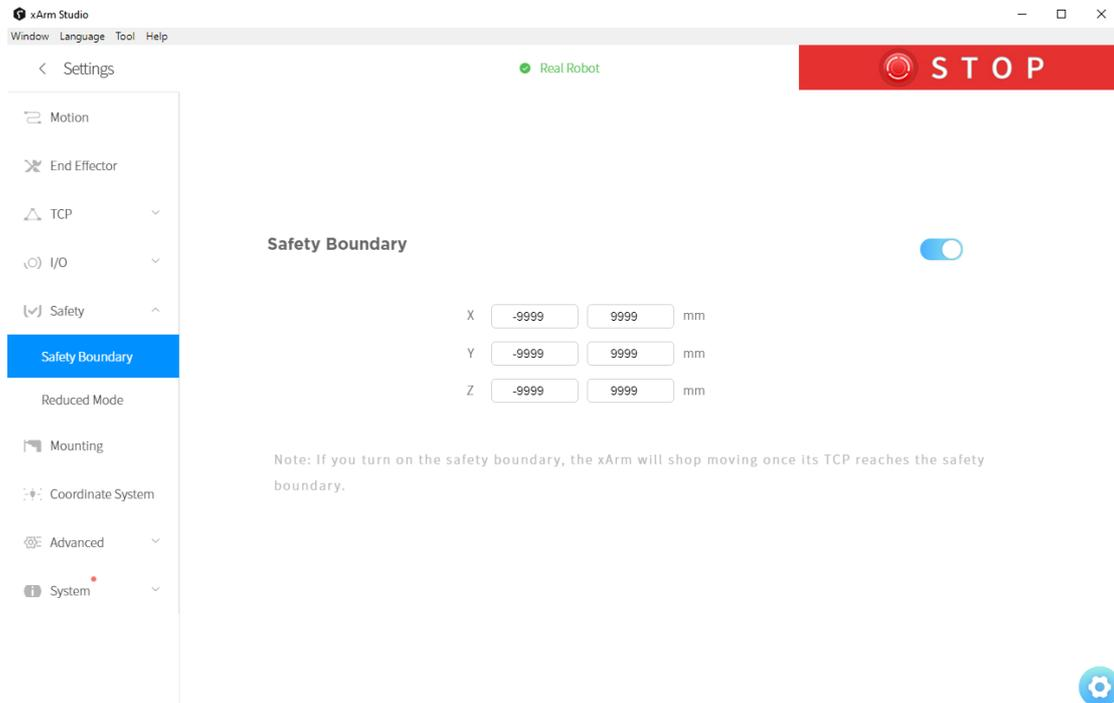 xArm Studio
Window Language Tool Help
Settings
Real Robot
STOP
Motion
End Effector
TCP
I/O
Safety
Safety Boundary
Reduced Mode
Mounting
Coordinate System
Advanced
System
Safety Boundary
X -9999 9999 mm
Y -9999 9999 mm
Z -9999 9999 mm
Note: If you turn on the safety boundary, the xArm will shop moving once its TCP reaches the safety
boundary.